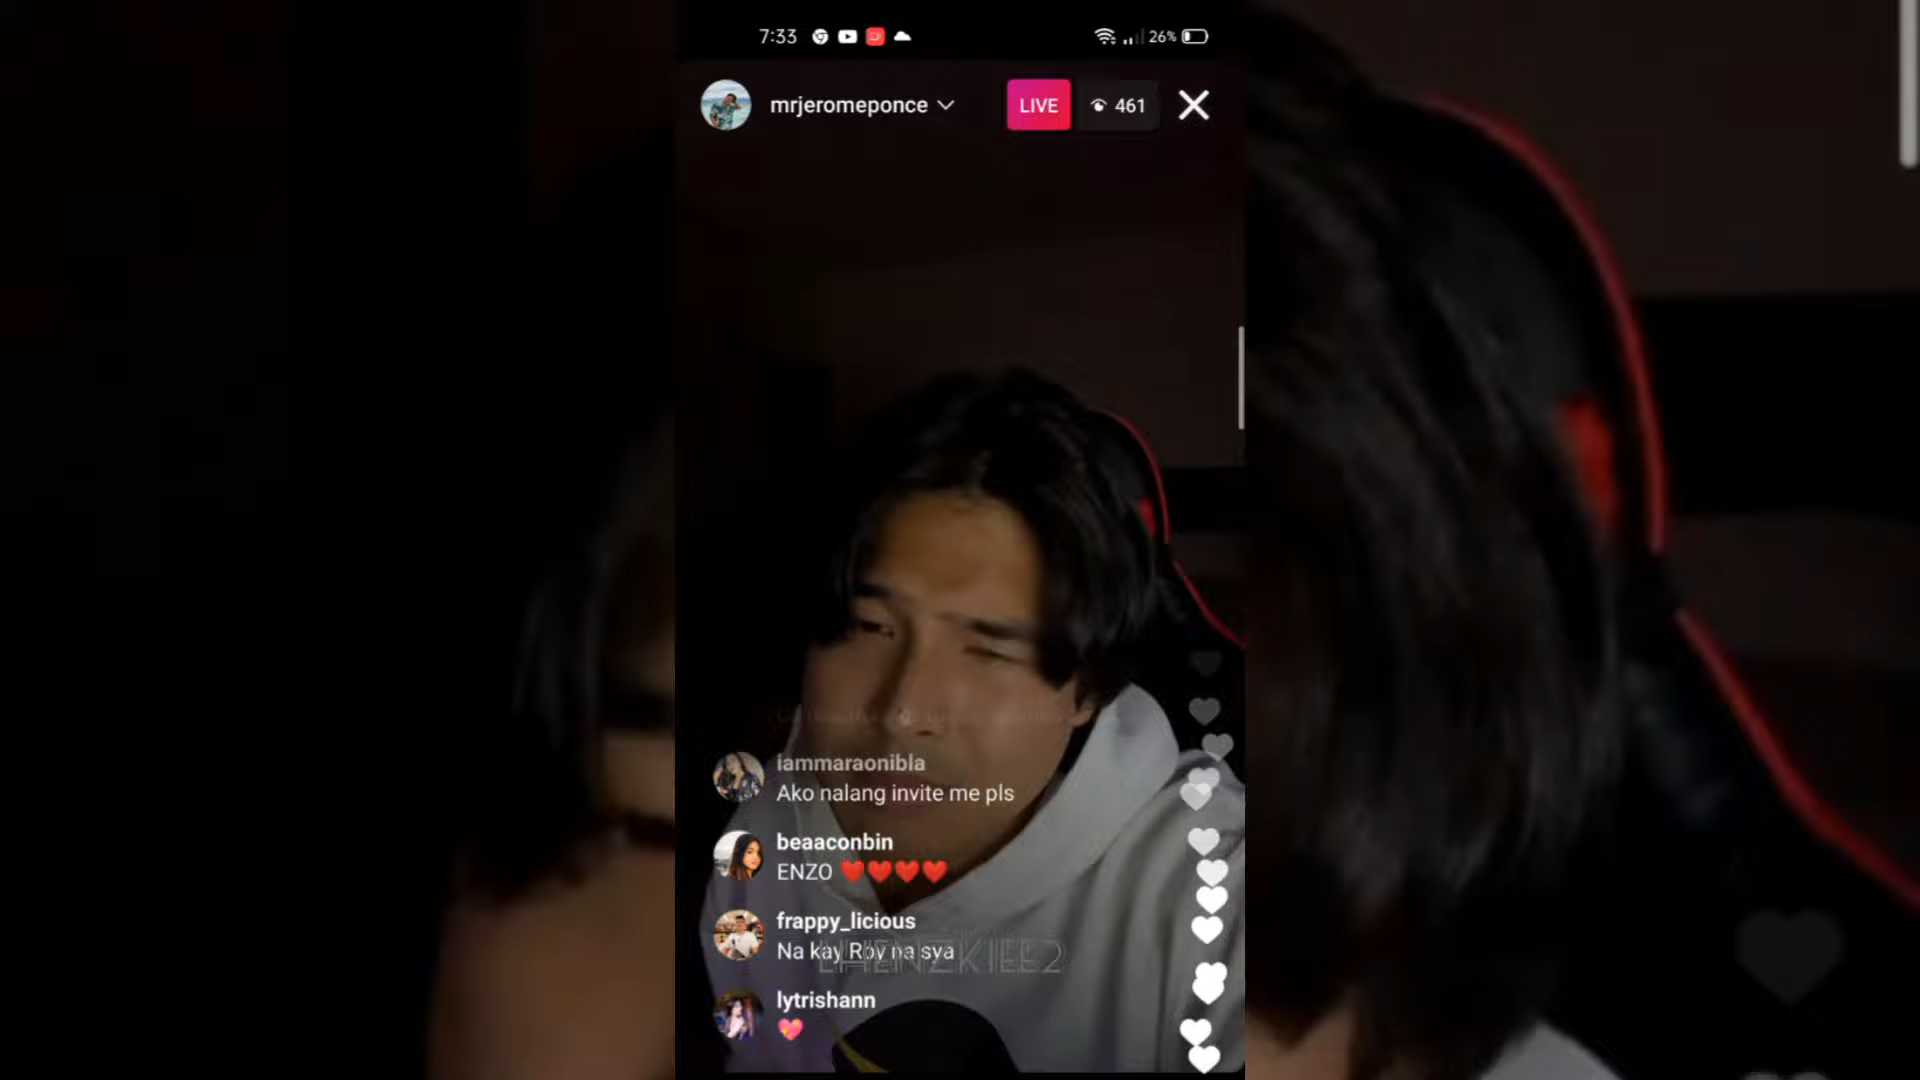 7:33
26%
mrjeromeponce
LIVE
461
iammaraonibla
Ako nalang invite me pls
beaaconbin
ENZO ❤️❤️❤️❤️
frappy_licious
Na kay Roy na sya
LHENZKIEE2
lytrishann
💖